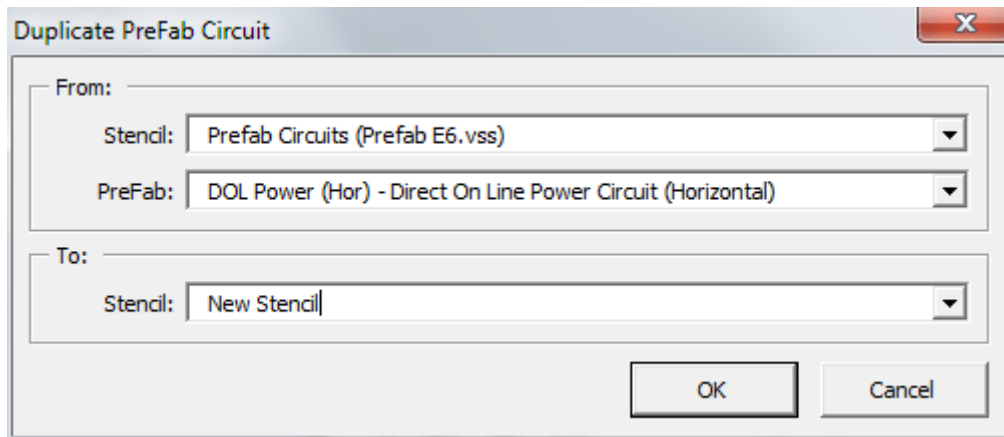 Duplicate PreFab Circuit
From:
Stencil: Prefab Circuits (Prefab E6.vss)
PreFab: DOL Power (Hor) - Direct On Line Power Circuit (Horizontal)
To:
Stencil: New Stencil
OK Cancel